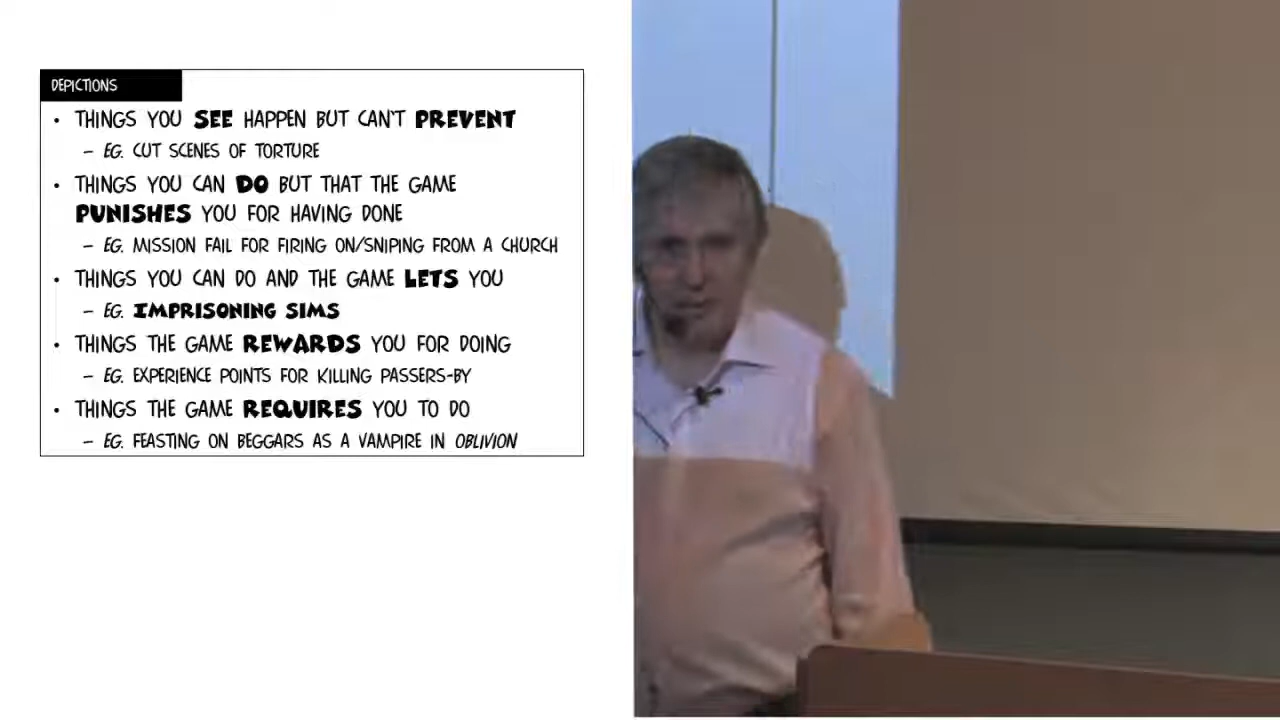 DEPICTIONS
• THINGS YOU SEE HAPPEN BUT CAN'T PREVENT
– EG. CUT SCENES OF TORTURE
• THINGS YOU CAN DO BUT THAT THE GAME
PUNISHES YOU FOR HAVING DONE
– EG. MISSION FAIL FOR FIRING ON/SNIPING FROM A CHURCH
• THINGS YOU CAN DO AND THE GAME LETS YOU
– EG. IMPRISONING SIMS
• THINGS THE GAME REWARDS YOU FOR DOING
– EG. EXPERIENCE POINTS FOR KILLING PASSERS-BY
• THINGS THE GAME REQUIRES YOU TO DO
– EG. FEASTING ON BEGGARS AS A VAMPIRE IN OBLIVION